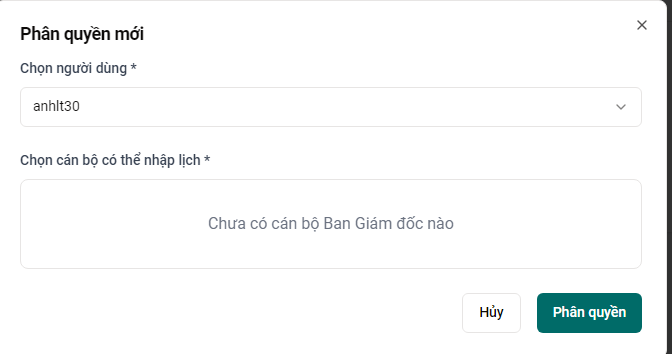 Phân quyền mới
Chọn người dùng *
anhlt30
Chọn cán bộ có thể nhập lịch *
Chưa có cán bộ Ban Giám đốc nào
Hủy
Phân quyền